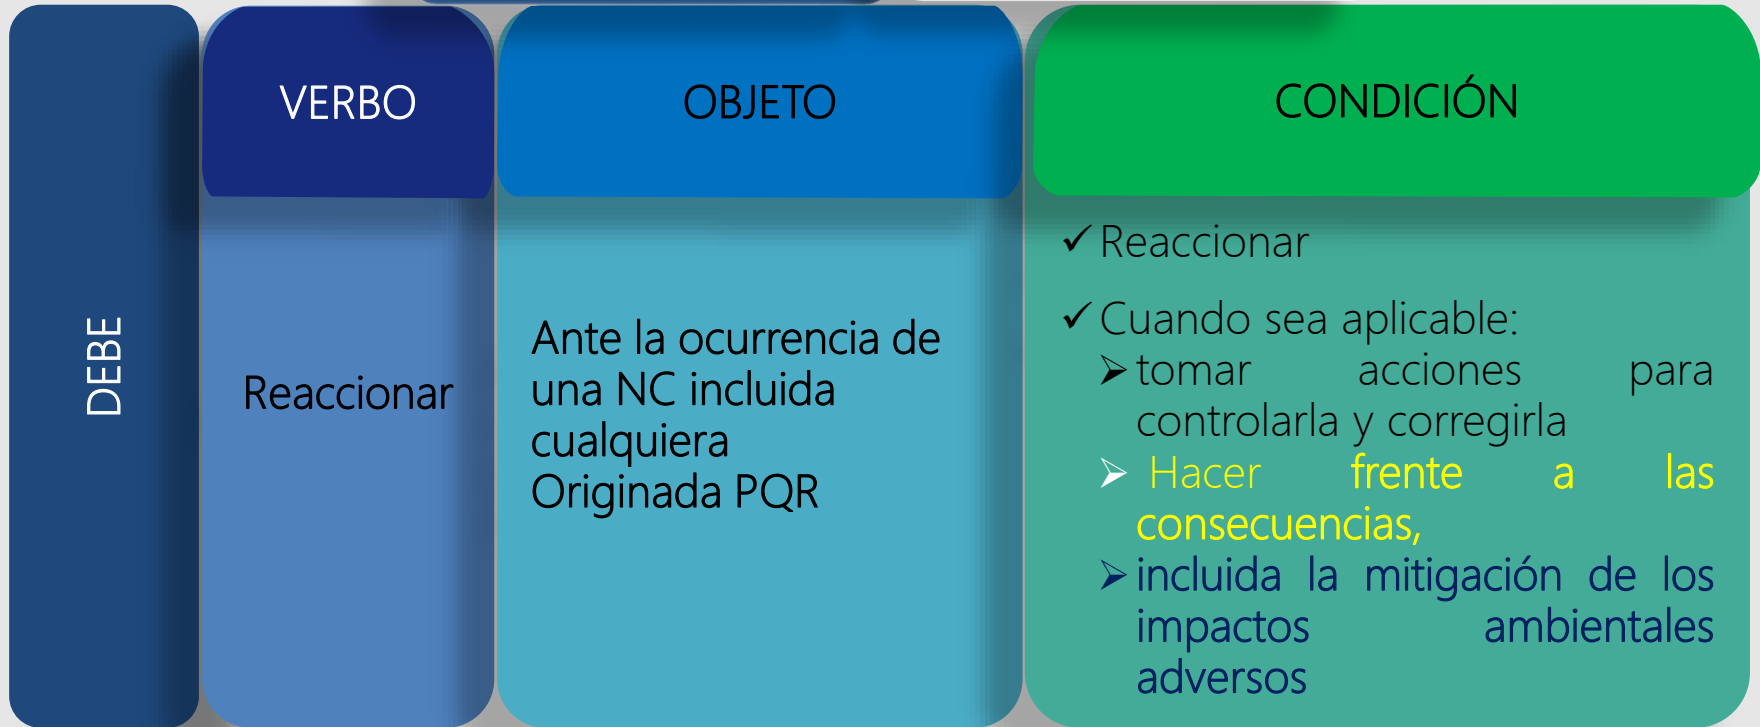 DEBE
VERBO
Reaccionar
OBJETO
Ante la ocurrencia de
una NC incluida
cualquiera
Originada PQR
CONDICIÓN
✓ Reaccionar
✓ Cuando sea aplicable:
➢ tomar acciones para
controlarla y corregirla
➢ Hacer frente a las
consecuencias,
➢ incluida la mitigación de los
impactos ambientales
adversos